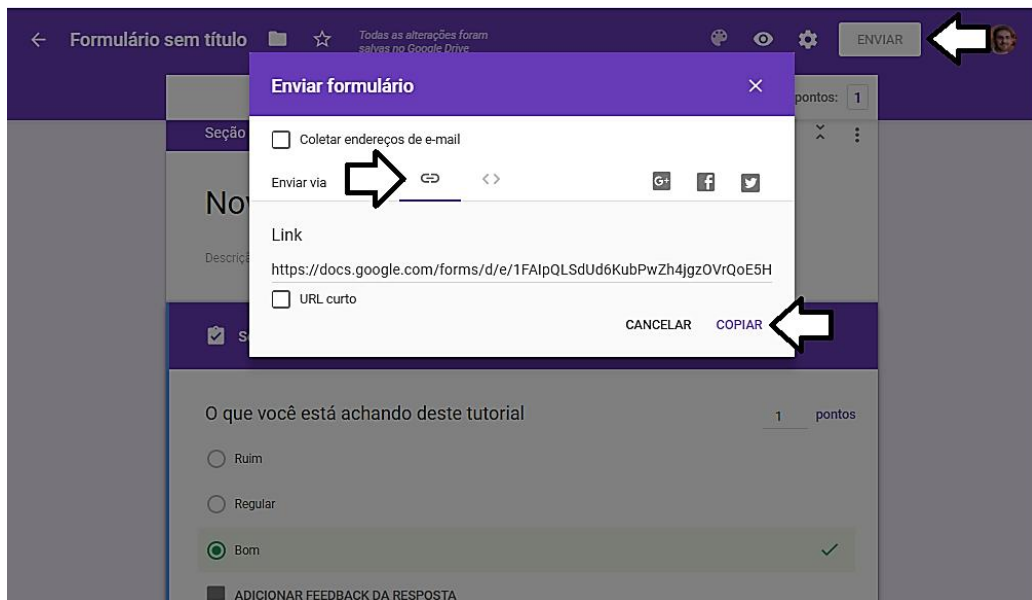 Formulário sem título
Todas as alterações foram
salvas no Google Drive
ENVIAR
Enviar formulário
pontos: 1
Seção
Coletar endereços de e-mail
Enviar via
G+
Nov
Link
Descriçã
https://docs.google.com/forms/d/e/1FAIpQLSdUd6KubPwZh4jgzOVrQoE5H
URL curto
CANCELAR COPIAR
O que você está achando deste tutorial
1 pontos
Ruim
Regular
Bom
ADICIONAR FEEDBACK DA RESPOSTA